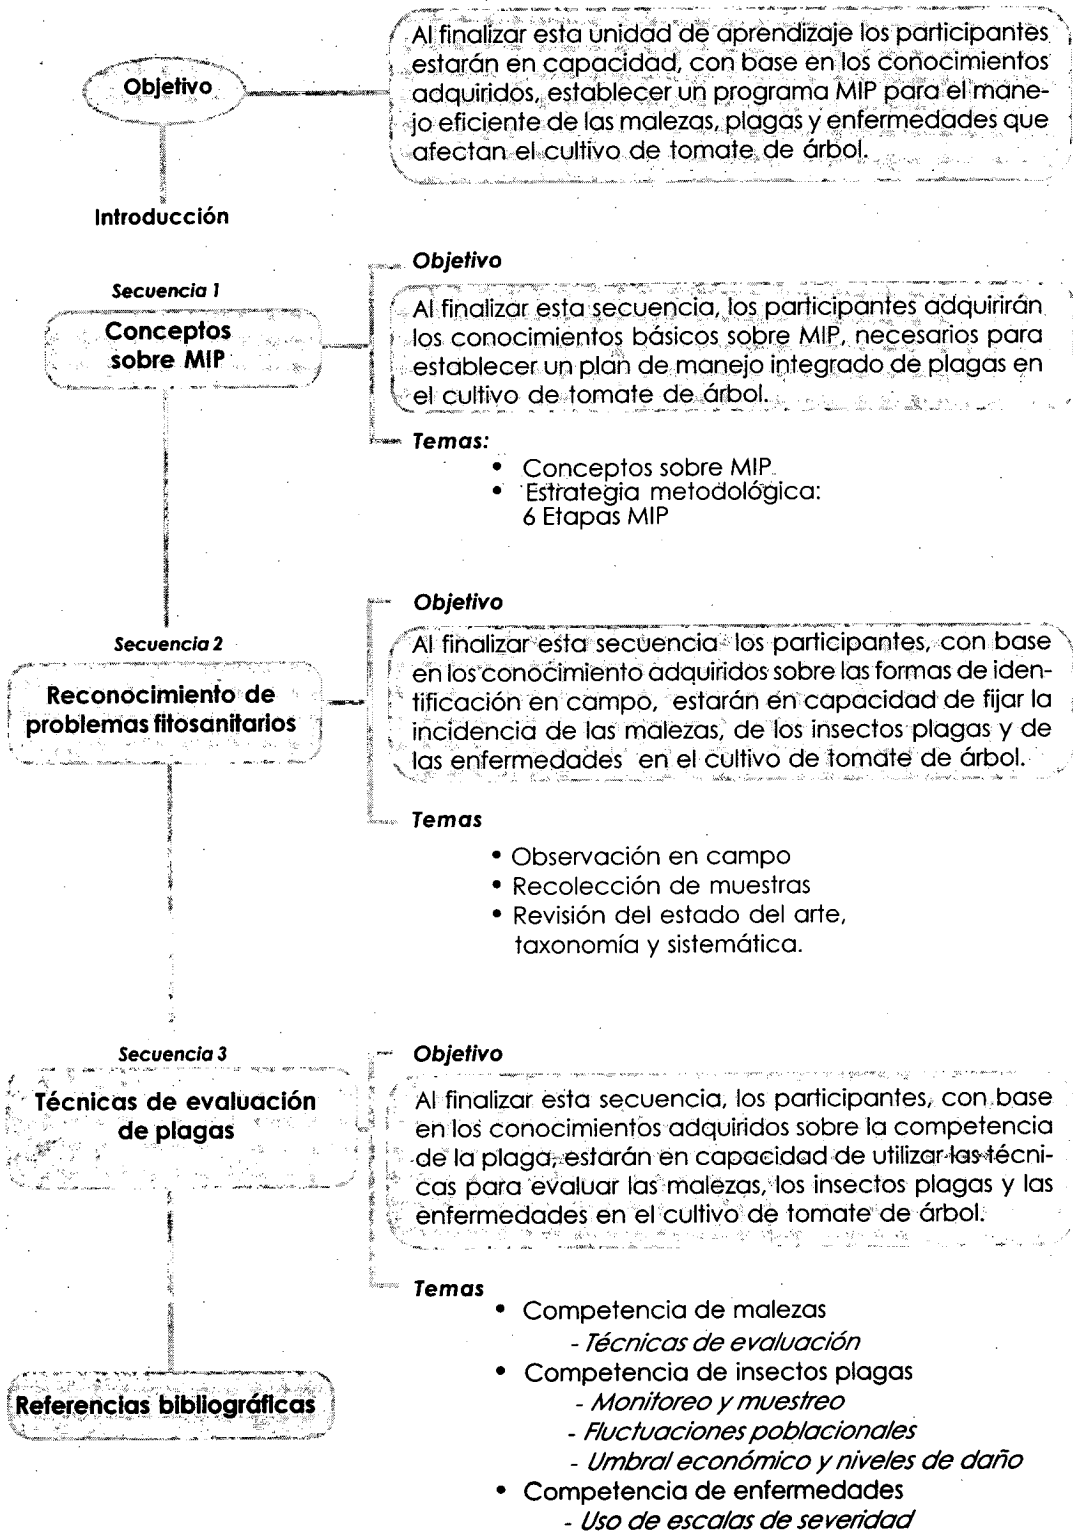 Objetivo
Al finalizar esta unidad de aprendizaje los participantes
estarán en capacidad, con base en los conocimientos
adquiridos, establecer un programa MIP para el mane-
jo eficiente de las malezas, plagas y enfermedades que
afectan el cultivo de tomate de árbol.
Introducción
Secuencia 1
Conceptos
sobre MIP
Objetivo
Al finalizar esta secuencia, los participantes adquirirán
los conocimientos básicos sobre MIP, necesarios para
establecer un plan de manejo integrado de plagas en
el cultivo de tomate de árbol.
Temas:
• Conceptos sobre MIP
• Estrategia metodológica:
6 Etapas MIP
Secuencia 2
Reconocimiento de
problemas fitosanitarios
Objetivo
Al finalizar esta secuencia los participantes, con base
en los conocimiento adquiridos sobre las formas de iden-
tificación en campo, estarán en capacidad de fijar la
incidencia de las malezas, de los insectos plagas y de
las enfermedades en el cultivo de tomate de árbol.
Temas
• Observación en campo
• Recolección de muestras
• Revisión del estado del arte,
taxonomía y sistemática.
Secuencia 3
Técnicas de evaluación
de plagas
Objetivo
Al finalizar esta secuencia, los participantes, con base
en los conocimientos adquiridos sobre la competencia
de la plaga, estarán en capacidad de utilizar las técni-
cas para evaluar las malezas, los insectos plagas y las
enfermedades en el cultivo de tomate de árbol.
Temas
• Competencia de malezas
- Técnicas de evaluación
• Competencia de insectos plagas
- Monitoreo y muestreo
- Fluctuaciones poblacionales
- Umbral económico y niveles de daño
• Competencia de enfermedades
- Uso de escalas de severidad
Referencias bibliográficas